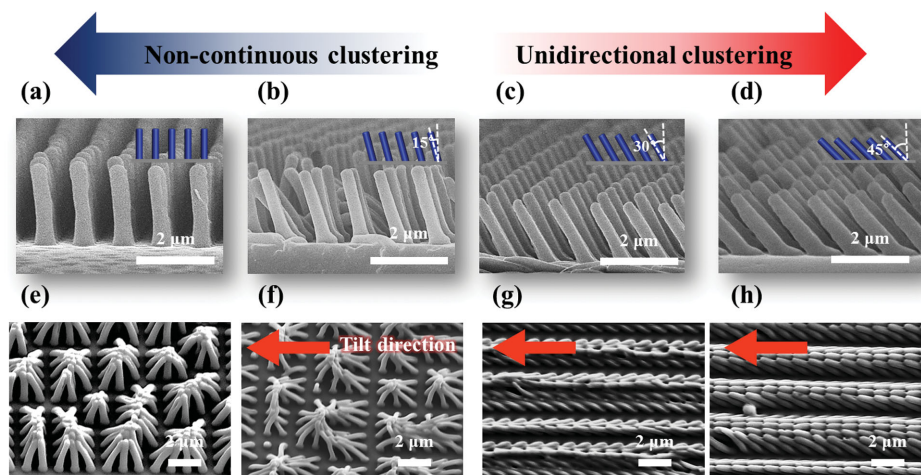 Non-continuous clustering
Unidirectional clustering
(a)
(b)
(c)
(d)
15°
30°
45°
2 μm
2 μm
2 μm
2 μm
(e)
(f)
(g)
(h)
Tilt direction
2 μm
2 μm
2 μm
2 μm